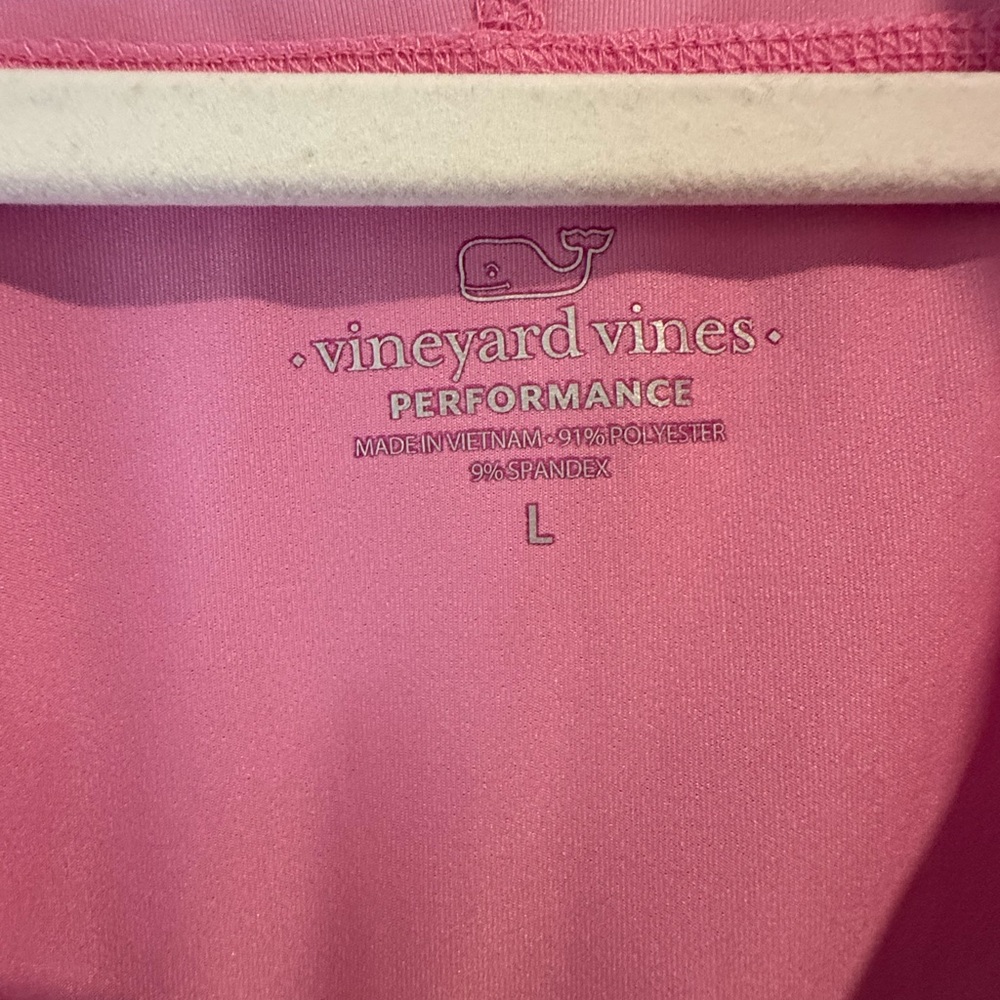 · vineyard vines ·
PERFORMANCE
MADE IN VIETNAM · 91% POLYESTER
9% SPANDEX
L